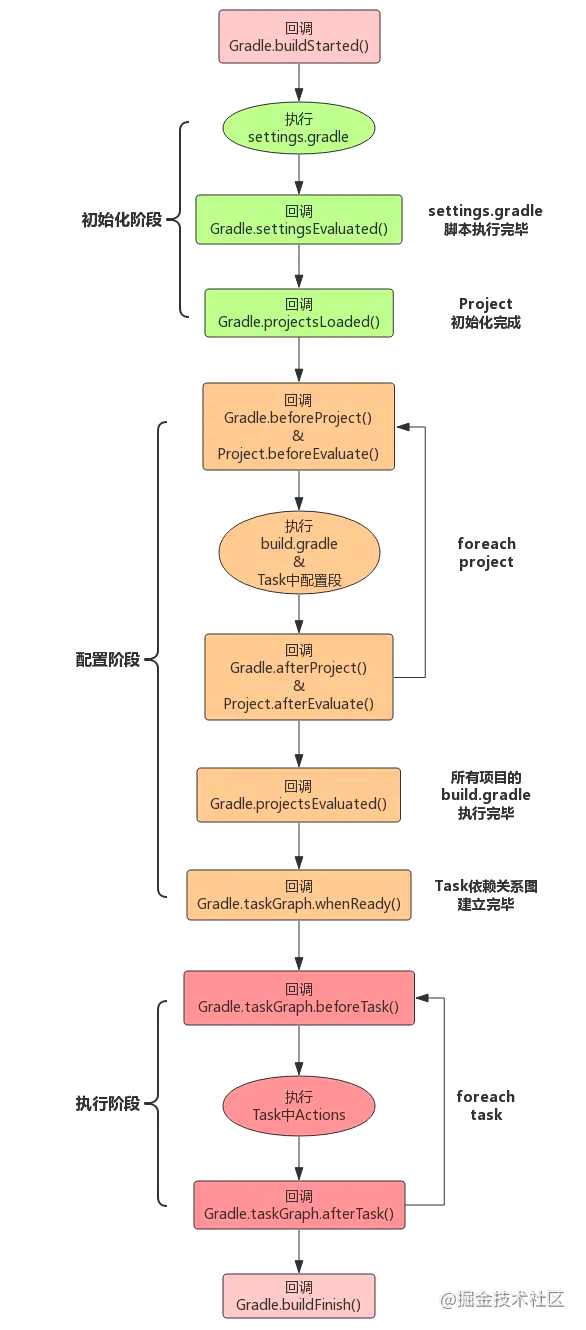 回调
Gradle.buildStarted()
执行
settings.gradle
初始化阶段
回调
Gradle.settingsEvaluated()
settings.gradle
脚本执行完毕
回调
Gradle.projectsLoaded()
Project
初始化完成
回调
Gradle.beforeProject()
&
Project.beforeEvaluate()
执行
build.gradle
&
Task中配置段
foreach
project
配置阶段
回调
Gradle.afterProject()
&
Project.afterEvaluate()
回调
Gradle.projectsEvaluated()
所有项目的
build.gradle
执行完毕
回调
Gradle.taskGraph.whenReady()
Task依赖关系图
建立完毕
回调
Gradle.taskGraph.beforeTask()
执行阶段
执行
Task中Actions
foreach
task
回调
Gradle.taskGraph.afterTask()
回调
Gradle.buildFinish()
@掘金技术社区